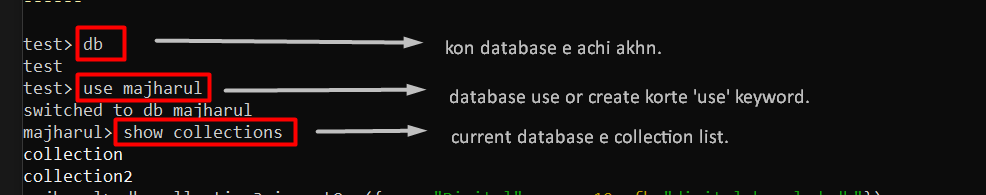 ------
test> db
kon database e achi akhn.
test
test> use majharul
database use or create korte 'use' keyword.
switched to db majharul
majharul> show collections
current database e collection list.
collection
collection2